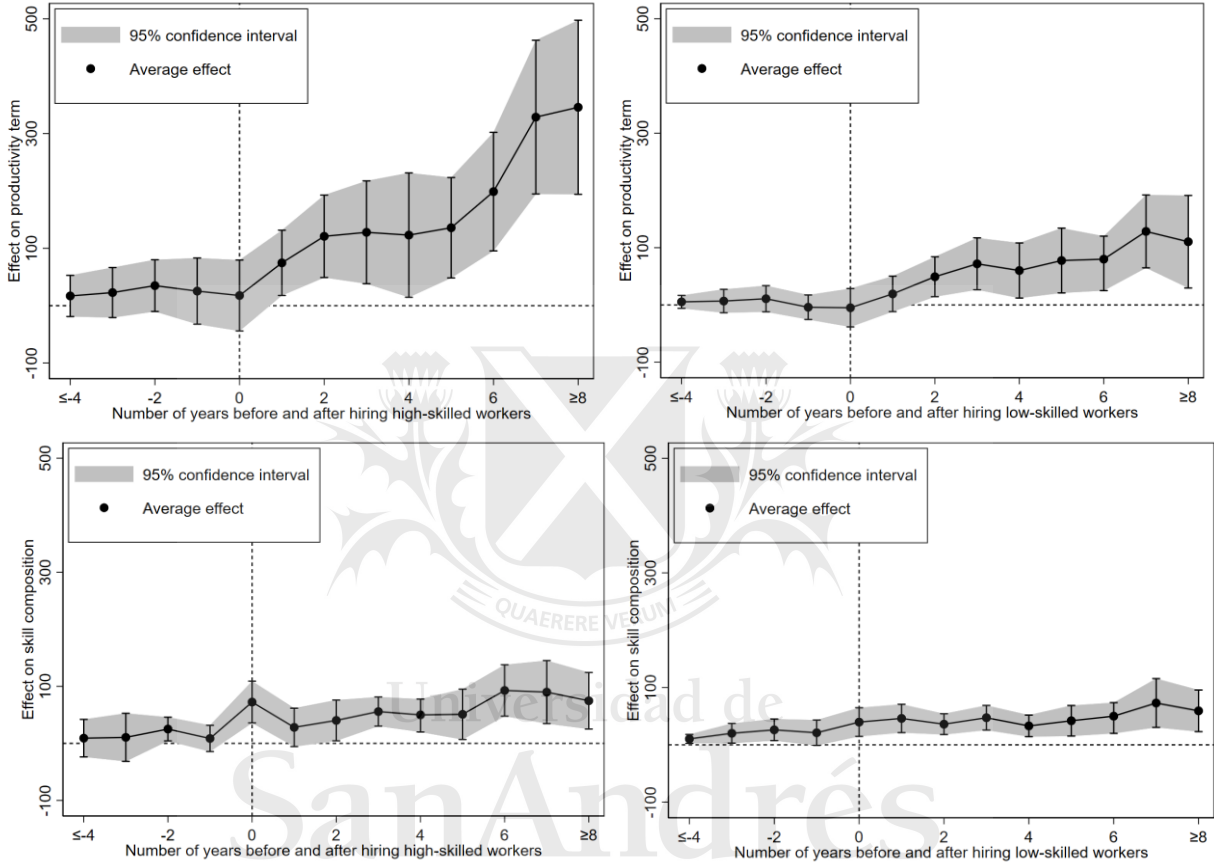 500
300
100
-100
Effect on productivity term
95% confidence interval
Average effect
≤-4
-2
0
2
4
6
≥8
Number of years before and after hiring high-skilled workers
500
300
100
-100
Effect on productivity term
95% confidence interval
Average effect
≤-4
-2
0
2
4
6
≥8
Number of years before and after hiring low-skilled workers
500
300
100
-100
Effect on skill composition
95% confidence interval
Average effect
≤-4
-2
0
2
4
6
≥8
Number of years before and after hiring high-skilled workers
500
300
100
-100
Effect on skill composition
95% confidence interval
Average effect
≤-4
-2
0
2
4
6
≥8
Number of years before and after hiring low-skilled workers
QUAERERE VERUM
Universidad de
SanAndrés